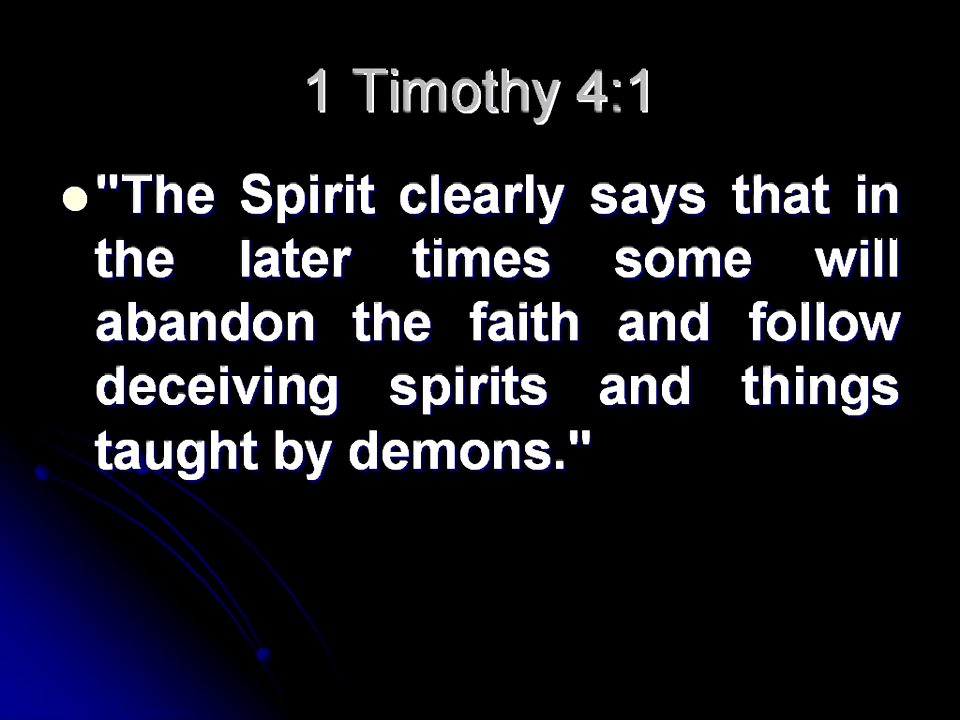 1 Timothy 4:1
"The Spirit clearly says that in
the later times some will
abandon the faith and follow
deceiving spirits and things
taught by demons."